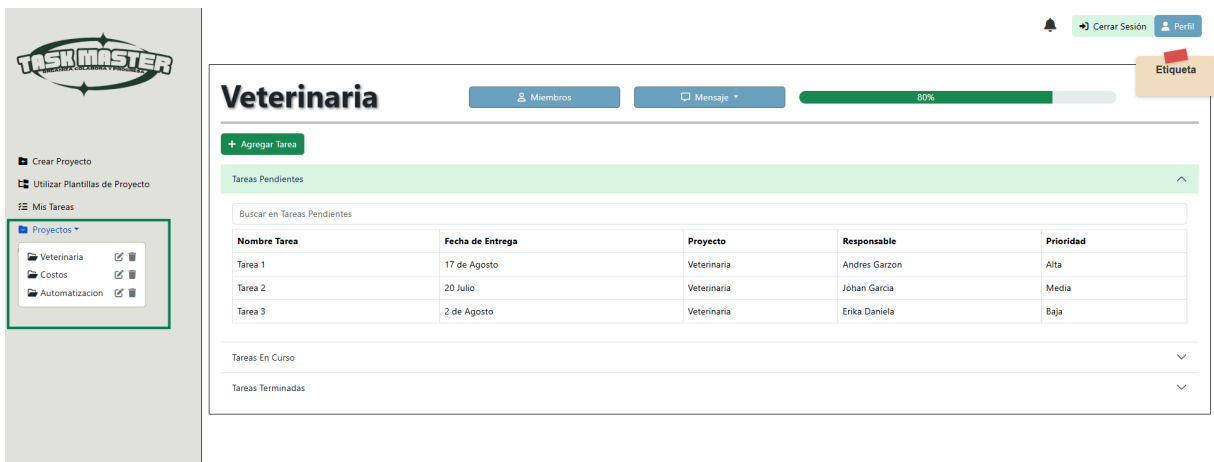 TASK MASTER
ORGANIZA COLABORA Y PROGRESA
Crear Proyecto
Utilizar Plantillas de Proyecto
Mis Tareas
Proyectos
Veterinaria
Costos
Automatizacion
Cerrar Sesión
Perfil
Etiqueta
Veterinaria
Miembros
Mensaje
80%
Agregar Tarea
Tareas Pendientes
Buscar en Tareas Pendientes
Nombre Tarea Fecha de Entrega Proyecto Responsable Prioridad
Tarea 1 17 de Agosto Veterinaria Andres Garzon Alta
Tarea 2 20 Julio Veterinaria Johan Garcia Media
Tarea 3 2 de Agosto Veterinaria Erika Daniela Baja
Tareas En Curso
Tareas Terminadas